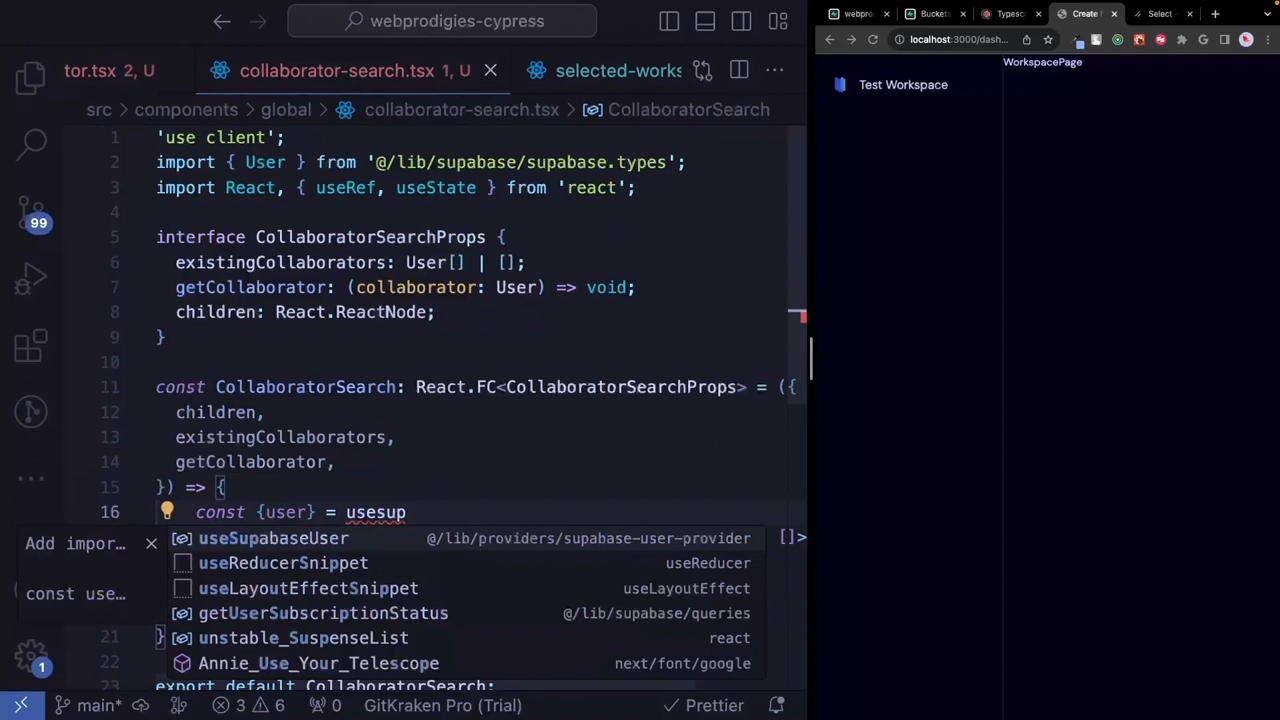 webprodigies-cypress
tor.tsx 2, U
collaborator-search.tsx 1, U
selected-works
src > components > global > collaborator-search.tsx > CollaboratorSearch
1 'use client';
2 import { User } from '@/lib/supabase/supabase.types';
3 import React, { useRef, useState } from 'react';
4
5 interface CollaboratorSearchProps {
6 existingCollaborators: User[] | [];
7 getCollaborator: (collaborator: User) => void;
8 children: React.ReactNode;
9 }
10
11 const CollaboratorSearch: React.FC<CollaboratorSearchProps> = ({
12 children,
13 existingCollaborators,
14 getCollaborator,
15 }) => {
16 const {user} = usesup
Add impor...
const use...
useSupabaseUser @/lib/providers/supabase-user-provider
useReducerSnippet useReducer
useLayoutEffectSnippet useLayoutEffect
getUserSubscriptionStatus @/lib/supabase/queries
unstable_SuspenseList react
Annie_Use_Your_Telescope next/font/google
[]>
21 }
22
23 export default CollaboratorSearch;
99
1
main* 3 6 0 GitKraken Pro (Trial) Prettier
webpro
Bucketa
Typesc
Create
Select -
localhost:3000/dash...
Test Workspace
WorkspacePage